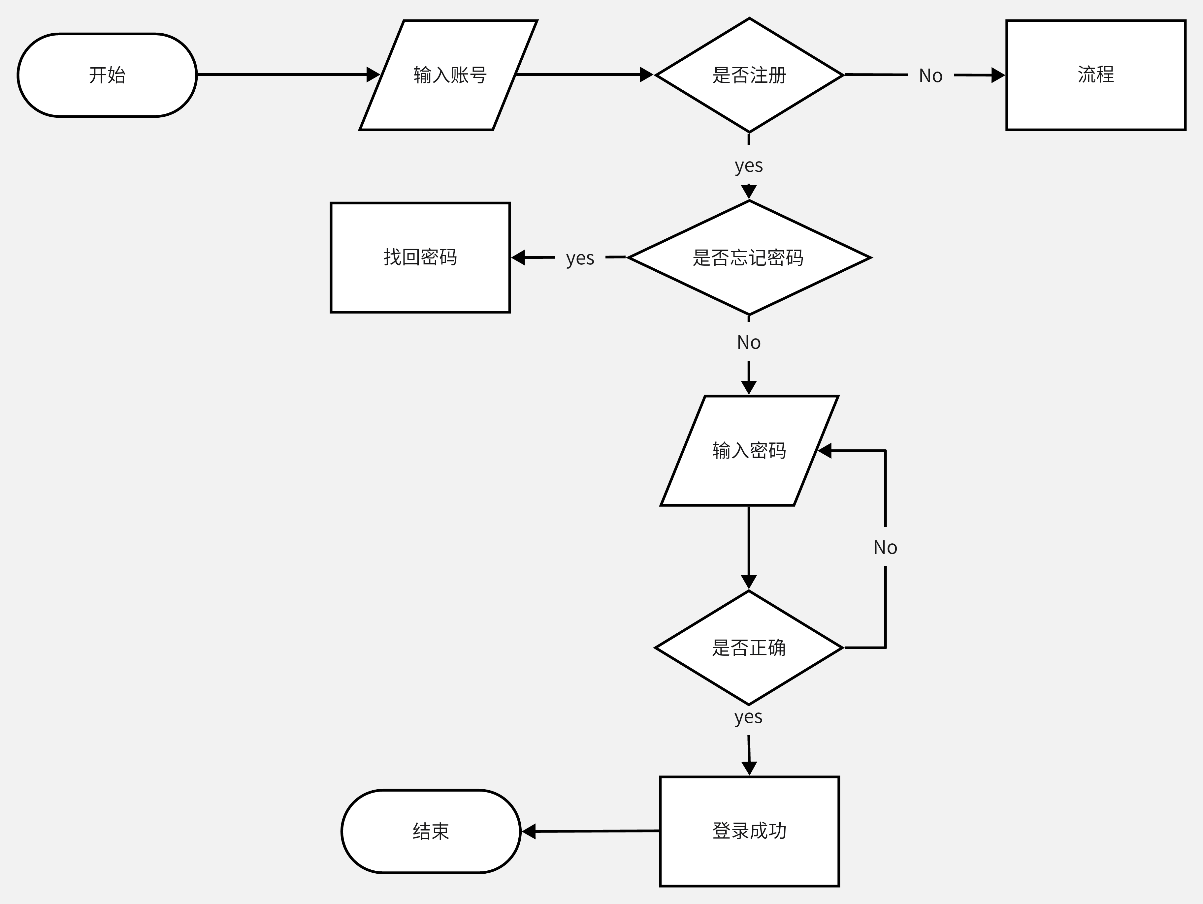 开始
输入账号
是否注册
No
流程
yes
找回密码
yes
是否忘记密码
No
输入密码
No
是否正确
yes
结束
登录成功